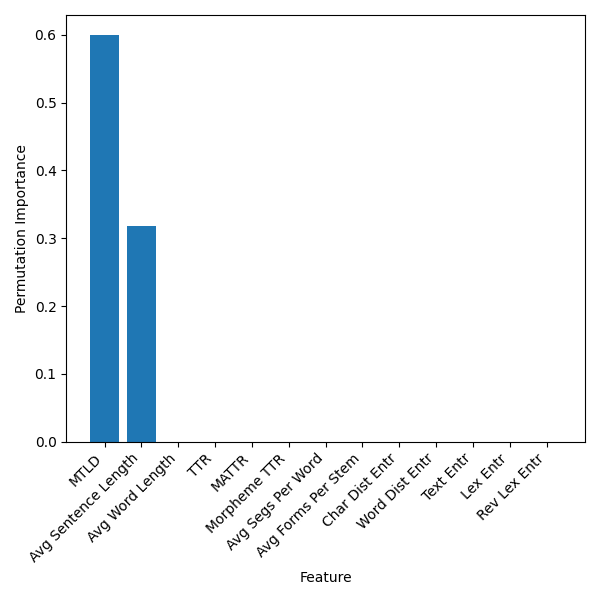 Permutation Importance
0.6
0.5
0.4
0.3
0.2
0.1
0.0
MTLD
Avg Sentence Length
Avg Word Length
TTR
MATTR
Morpheme TTR
Avg Segs Per Word
Avg Forms Per Stem
Char Dist Entr
Word Dist Entr
Text Entr
Lex Entr
Rev Lex Entr
Feature